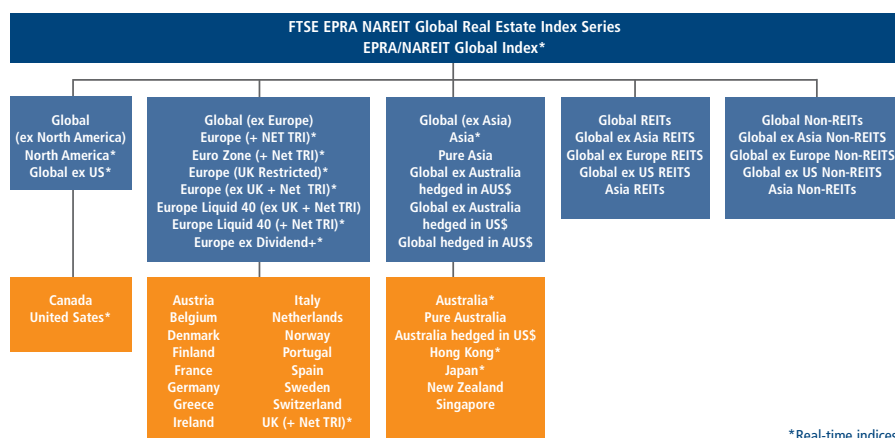 FTSE EPRA NAREIT Global Real Estate Index Series
EPRA/NAREIT Global Index*
Global
(ex North America)
North America*
Global ex US*
Global (ex Europe)
Europe (+ NET TRI)*
Euro Zone (+ Net TRI)*
Europe (UK Restricted)*
Europe (ex UK + Net TRI)*
Europe Liquid 40 (ex UK + Net TRI)
Europe Liquid 40 (+ Net TRI)*
Europe ex Dividend+*
Global (ex Asia)
Asia*
Pure Asia
Global ex Australia
hedged in AUS$
Global ex Australia
hedged in US$
Global hedged in AUS$
Global REITs
Global ex Asia REITS
Global ex Europe REITS
Global ex US REITS
Asia REITs
Global Non-REITs
Global ex Asia Non-REITS
Global ex Europe Non-REITS
Global ex US Non-REITS
Asia Non-REITs
Canada
United Sates*
Austria
Belgium
Denmark
Finland
France
Germany
Greece
Ireland
Italy
Netherlands
Norway
Portugal
Spain
Sweden
Switzerland
UK (+ Net TRI)*
Australia*
Pure Australia
Australia hedged in US$
Hong Kong*
Japan*
New Zealand
Singapore
*Real-time indices